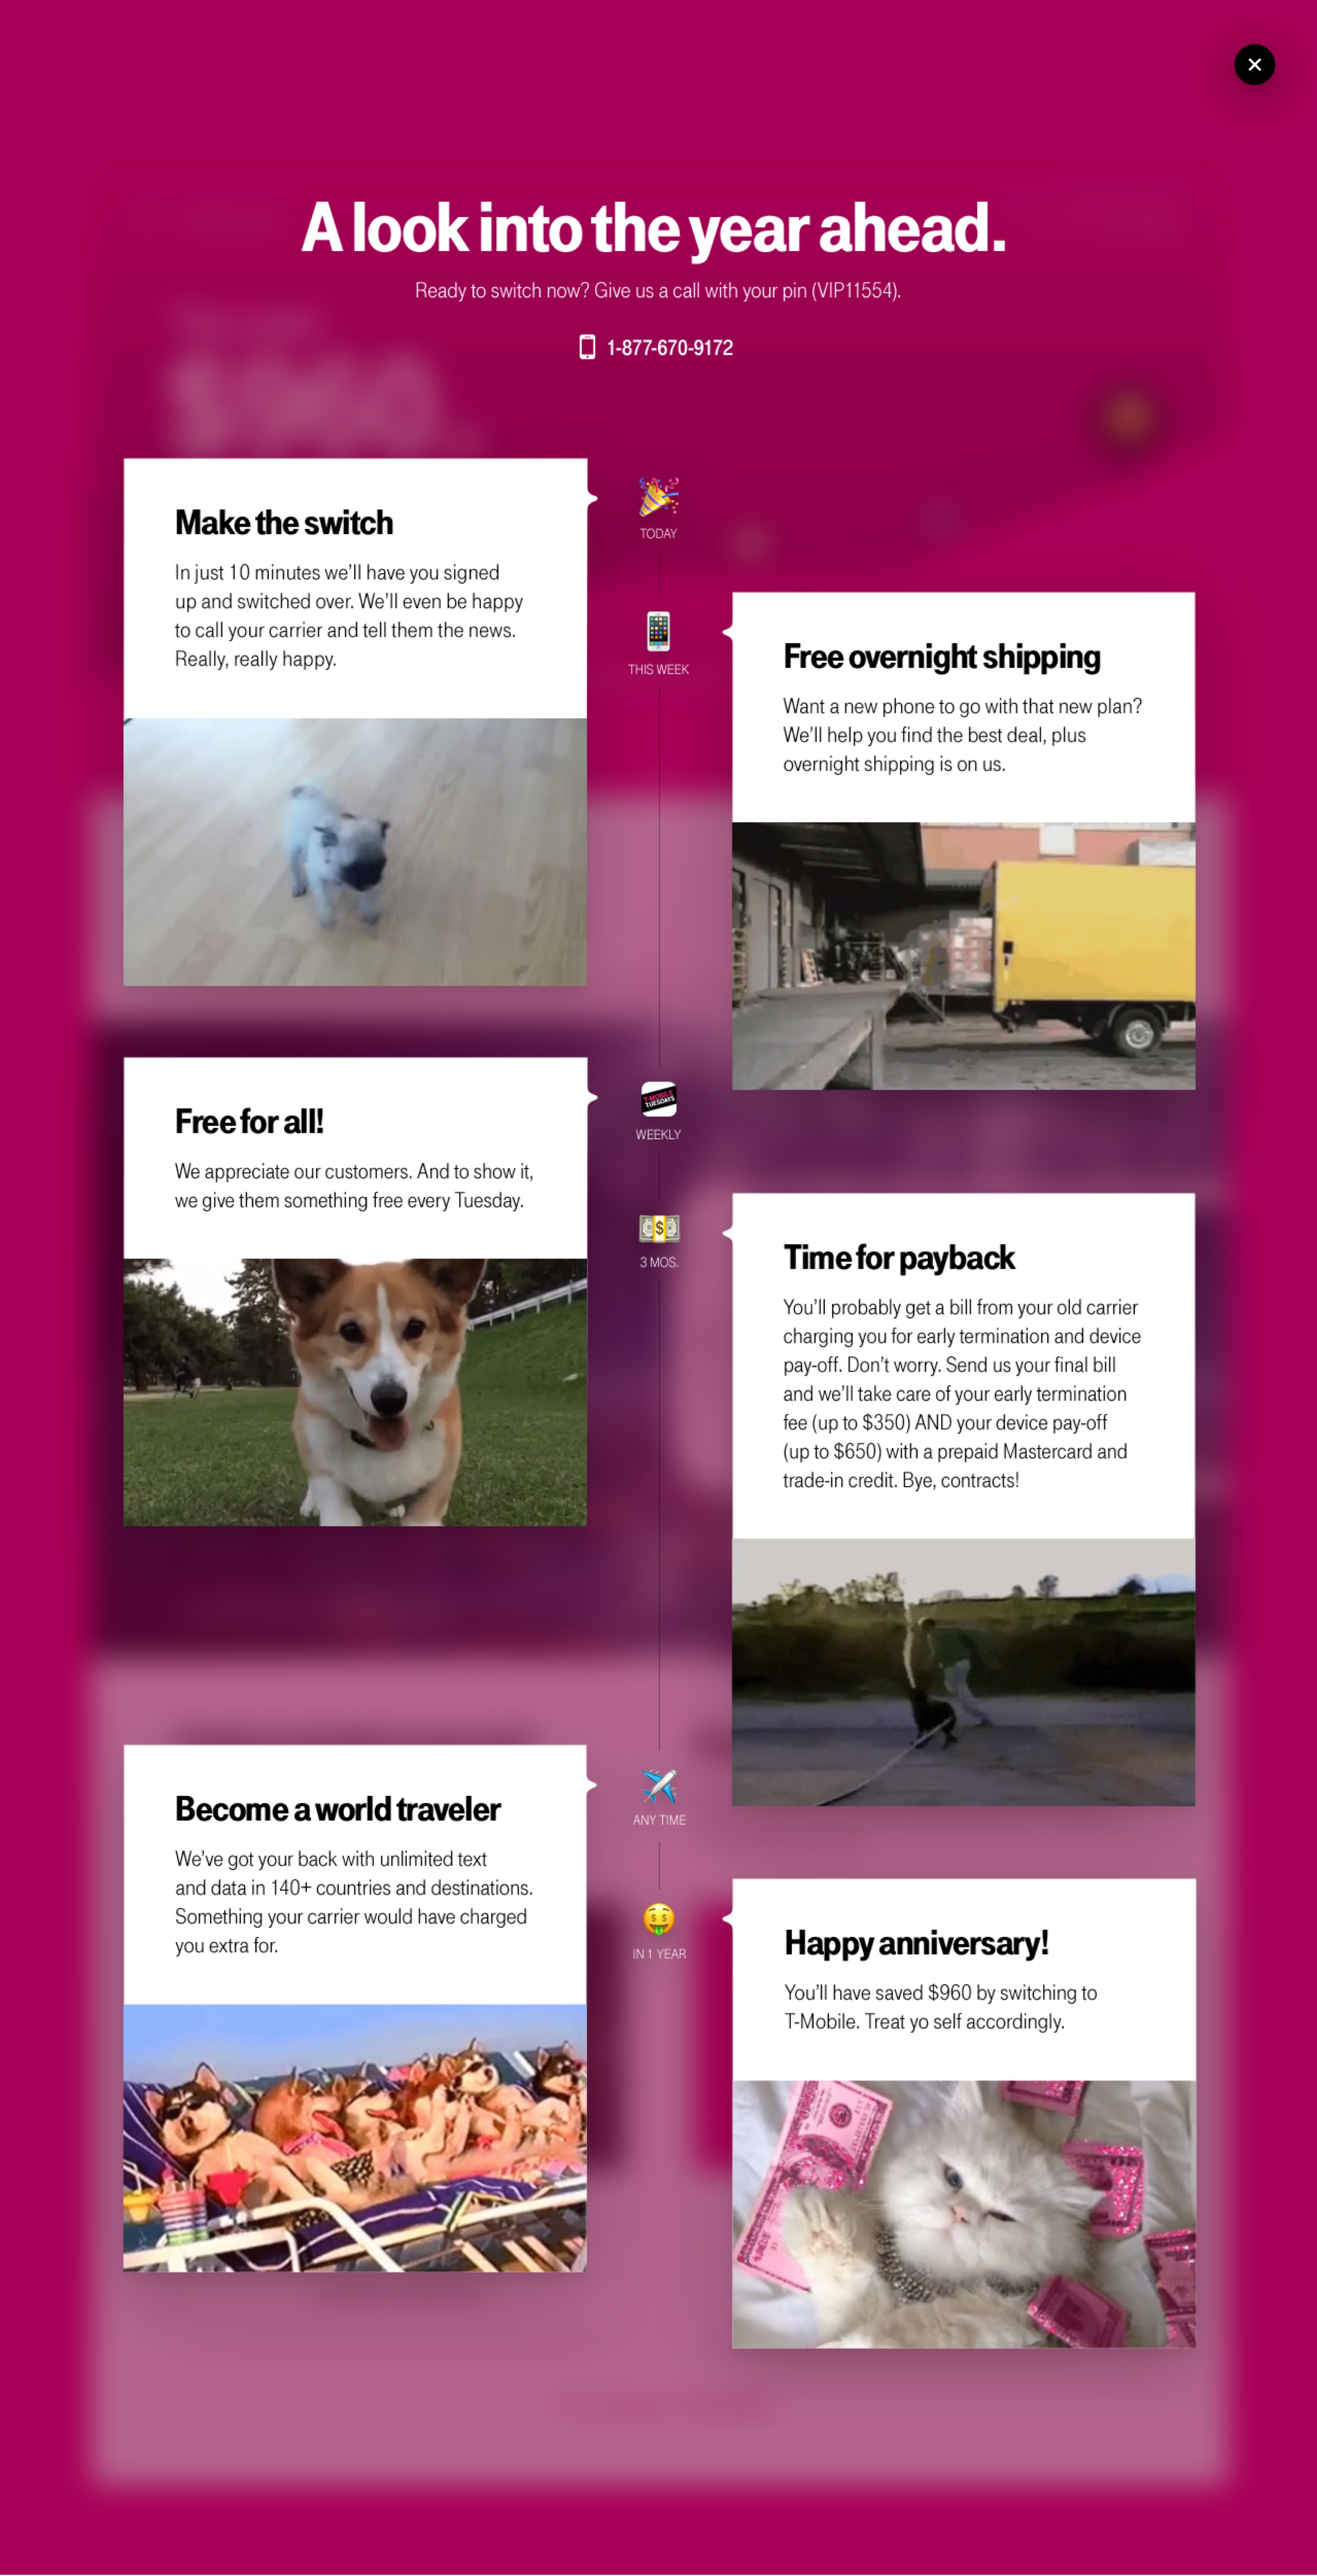 A look into the year ahead.
Ready to switch now? Give us a call with your pin (VIP11554).
1-877-670-9172
TODAY
Make the switch
In just 10 minutes we’ll have you signed
up and switched over. We’ll even be happy
to call your carrier and tell them the news.
Really, really happy.
THIS WEEK
Free overnight shipping
Want a new phone to go with that new plan?
We’ll help you find the best deal, plus
overnight shipping is on us.
T-MOBILE
TUESDAYS
WEEKLY
Free for all!
We appreciate our customers. And to show it,
we give them something free every Tuesday.
3 MOS.
Time for payback
You’ll probably get a bill from your old carrier
charging you for early termination and device
pay-off. Don’t worry. Send us your final bill
and we’ll take care of your early termination
fee (up to $350) AND your device pay-off
(up to $650) with a prepaid Mastercard and
trade-in credit. Bye, contracts!
ANY TIME
Become a world traveler
We’ve got your back with unlimited text
and data in 140+ countries and destinations.
Something your carrier would have charged
you extra for.
IN 1 YEAR
Happy anniversary!
You’ll have saved $960 by switching to
T-Mobile. Treat yo self accordingly.